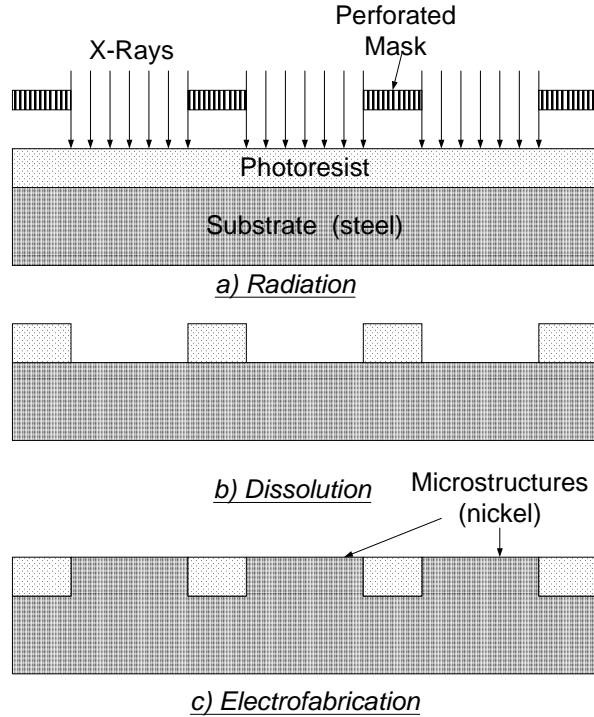 Perforated
Mask
X-Rays
Photoresist
Substrate (steel)
a) Radiation
b) Dissolution
Microstructures
(nickel)
c) Electrofabrication